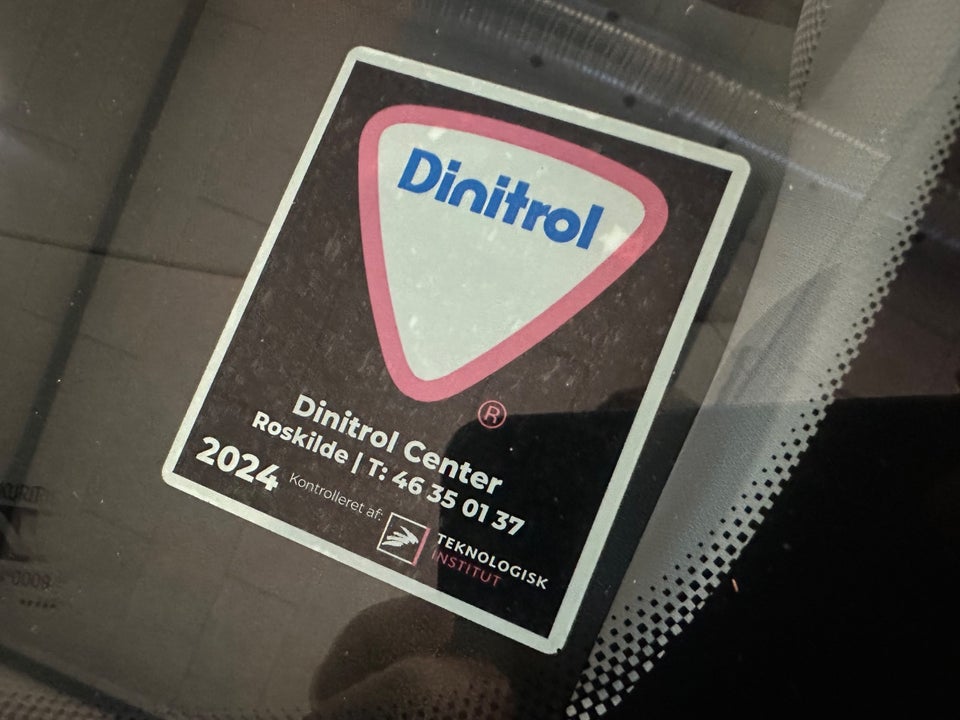 Dinitrol
®
Dinitrol Center
Roskilde | T: 46 35 01 37
2024 Kontrolleret af:
TEKNOLOGISK
INSTITUT